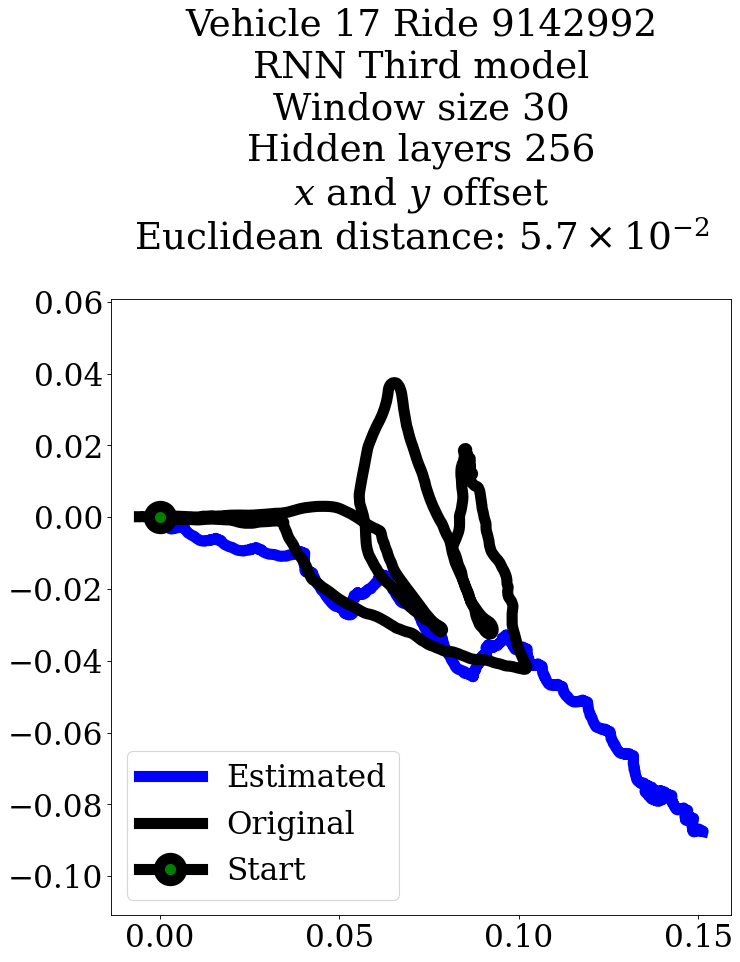 Vehicle 17 Ride 9142992
RNN Third model
Window size 30
Hidden layers 256
x and y offset
Euclidean distance: 5.7 × 10⁻²
0.06
0.04
0.02
0.00
−0.02
−0.04
−0.06
−0.08
−0.10
Estimated
Original
Start
0.00 0.05 0.10 0.15